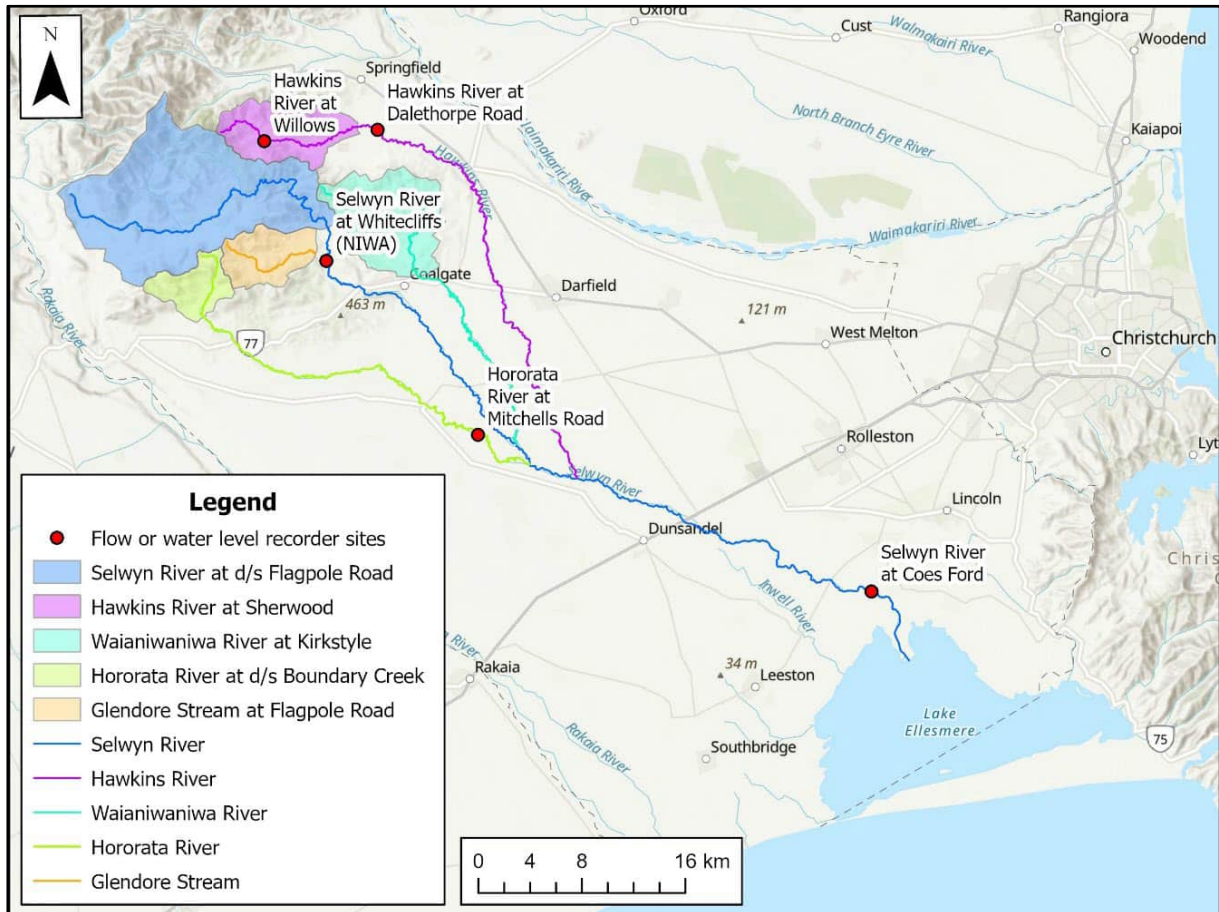 N
Oxford
Cust
Rangiora
Woodend
Waimakairi River
Springfield
Hawkins
River at
Willows
Hawkins River at
Dalethorpe Road
North Branch Eyre River
Kaiapoi
Hawkins River
Waimakariri River
Selwyn River
at Whitecliffs
(NIWA)
Coalgate
Darfield
463 m
121 m
West Melton
Christchurch
Rakaia River
77
Hororata
River at
Mitchells Road
Rolleston
Selwyn River
Lincoln
Dunsandel
Selwyn River
at Coes Ford
Irwell River
River
Rakaia
34 m
Leeston
Lake
Ellesmere
Southbridge
Rakaia River
75
Legend
Flow or water level recorder sites
Selwyn River at d/s Flagpole Road
Hawkins River at Sherwood
Waianiwaniwa River at Kirkstyle
Hororata River at d/s Boundary Creek
Glendore Stream at Flagpole Road
Selwyn River
Hawkins River
Waianiwaniwa River
Hororata River
Glendore Stream
0 4 8 16 km